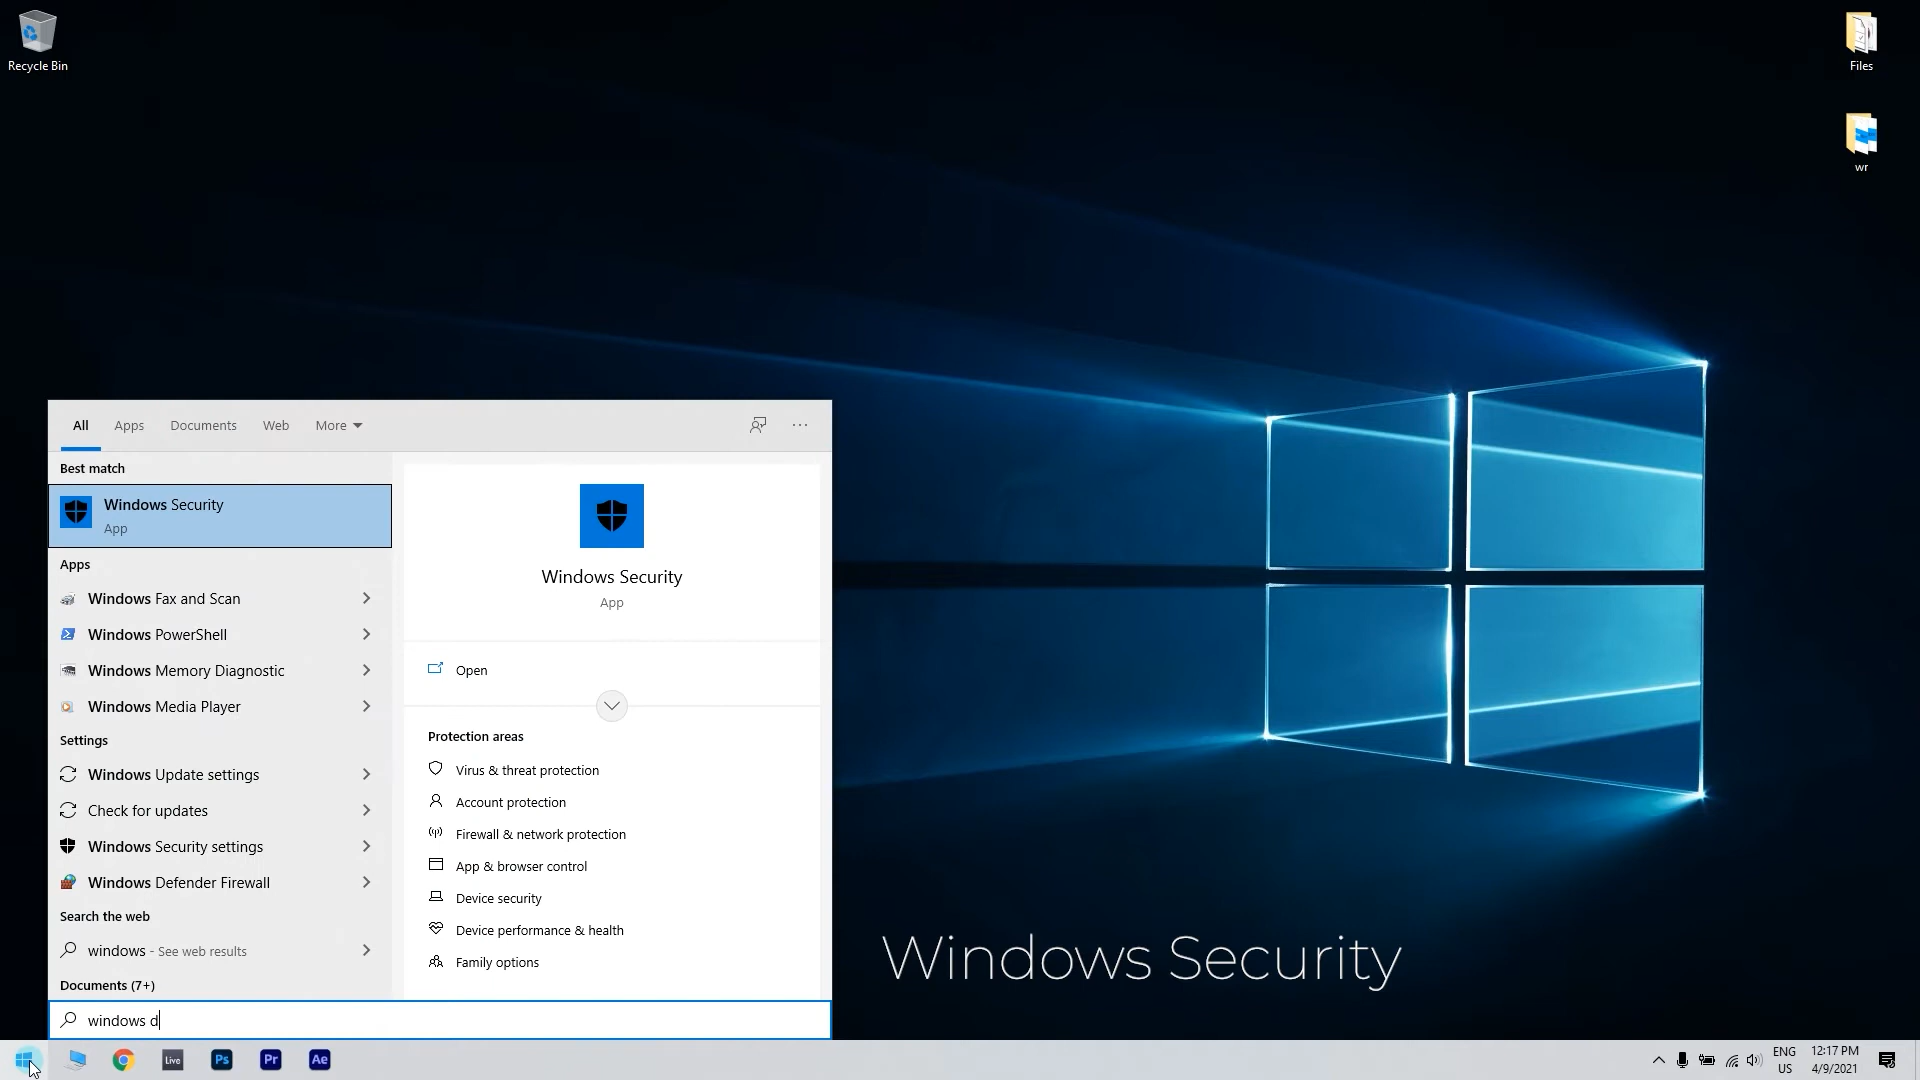 Recycle Bin
Files
wr
All
Apps
Documents
Web
More
Best match
Windows Security
App
Apps
Windows Fax and Scan
Windows PowerShell
Windows Memory Diagnostic
Windows Media Player
Settings
Windows Update settings
Check for updates
Windows Security settings
Windows Defender Firewall
Search the web
windows - See web results
Documents (7+)
windows d
Windows Security
App
Open
Protection areas
Virus & threat protection
Account protection
Firewall & network protection
App & browser control
Device security
Device performance & health
Family options
Windows Security
Live
Ps
Pr
Ae
ENG
US
12:17 PM
4/9/2021